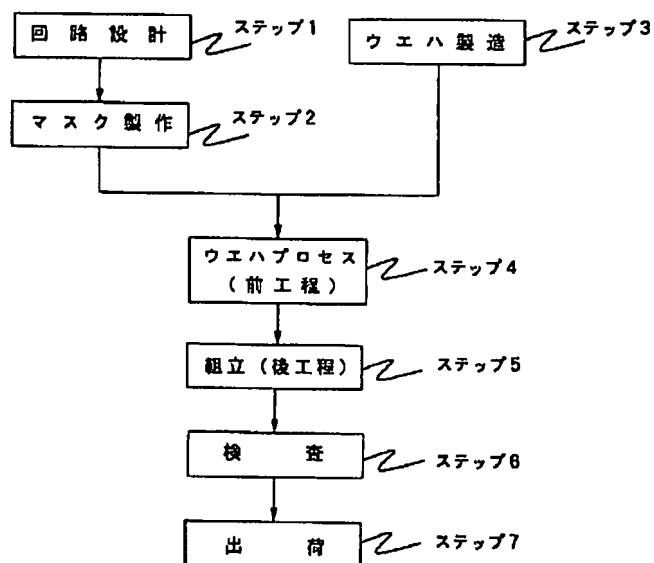 回路設計
ステップ1
ウエハ製造
ステップ3
マスク製作
ステップ2
ウエハプロセス
(前工程)
ステップ4
組立(後工程)
ステップ5
検査
ステップ6
出荷
ステップ7